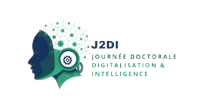 J2DI
JOURNÉE DOCTORALE
DIGITALISATION &
INTELLIGENCE